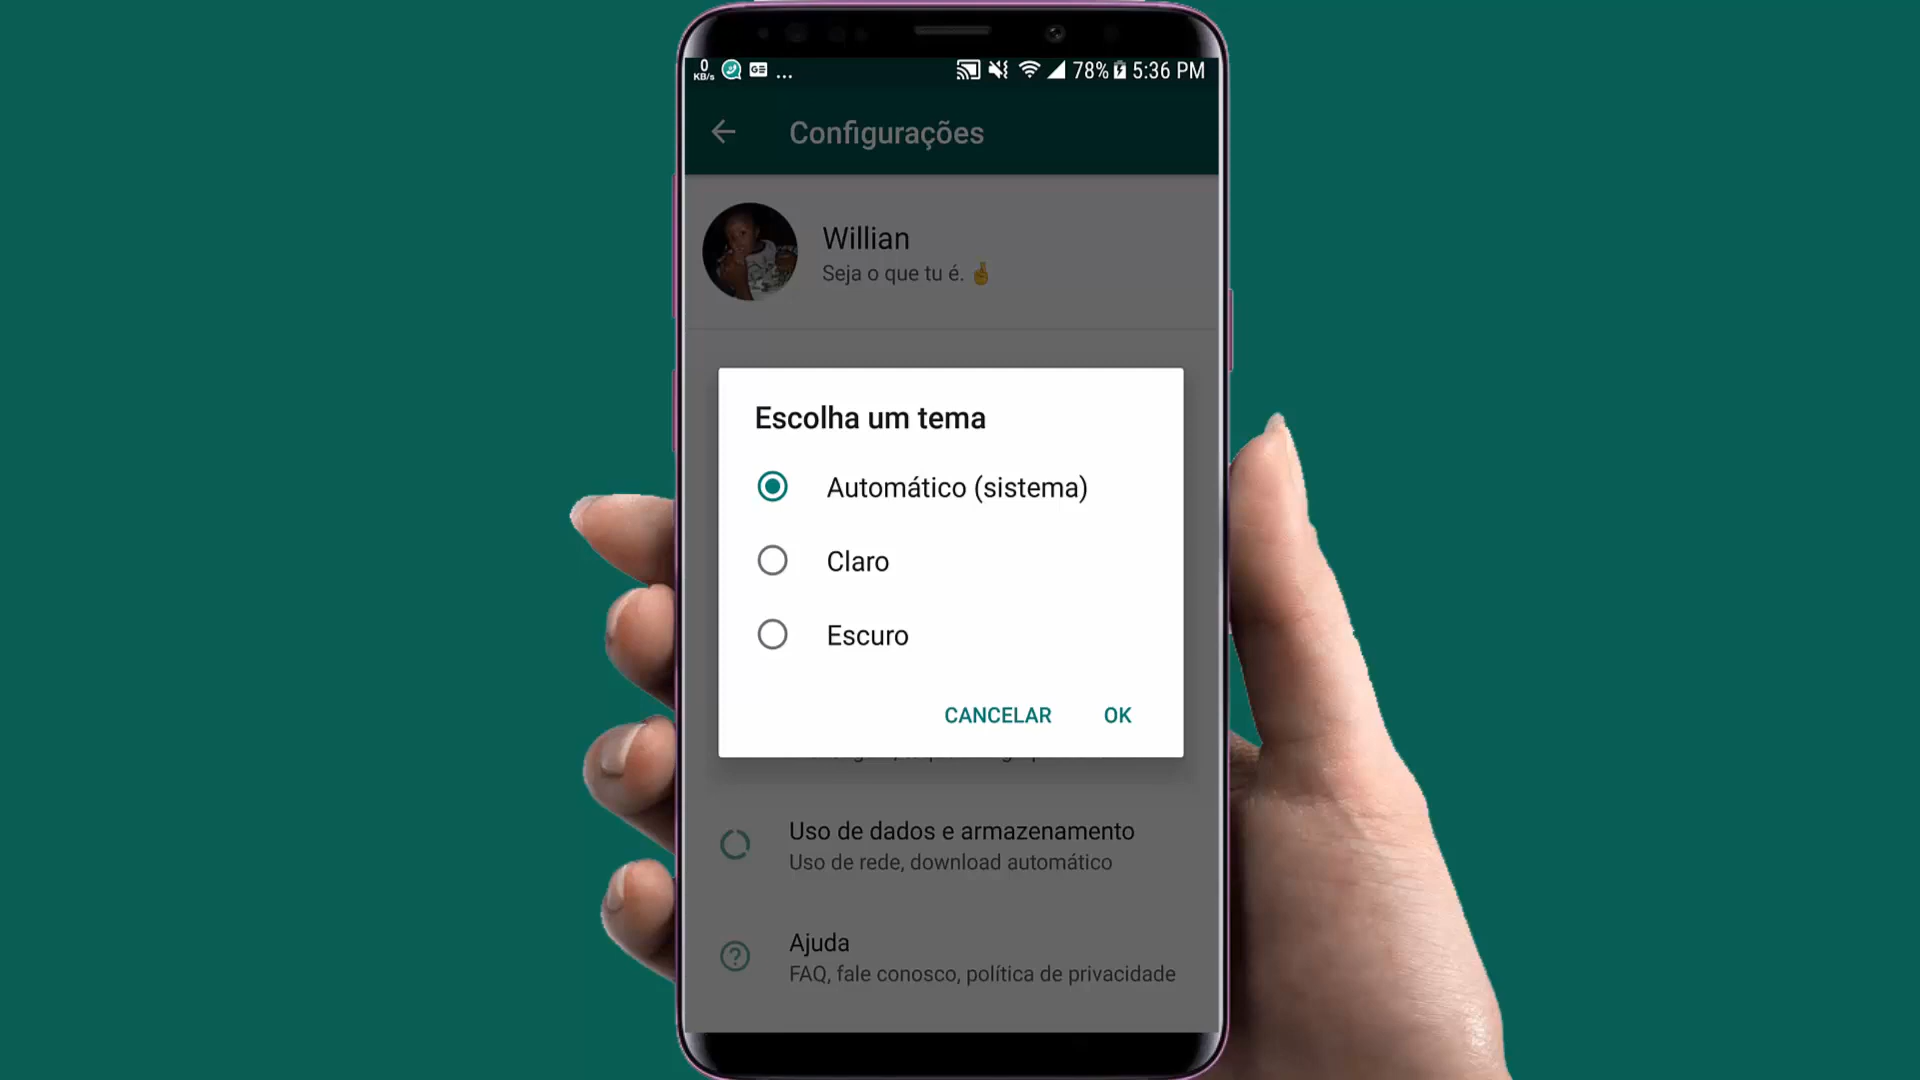 0
KB/s
GE
...
78%
5:36 PM
Configurações
Willian
Seja o que tu é. 🤞
Escolha um tema
Automático (sistema)
Claro
Escuro
CANCELAR OK
Uso de dados e armazenamento
Uso de rede, download automático
Ajuda
FAQ, fale conosco, política de privacidade